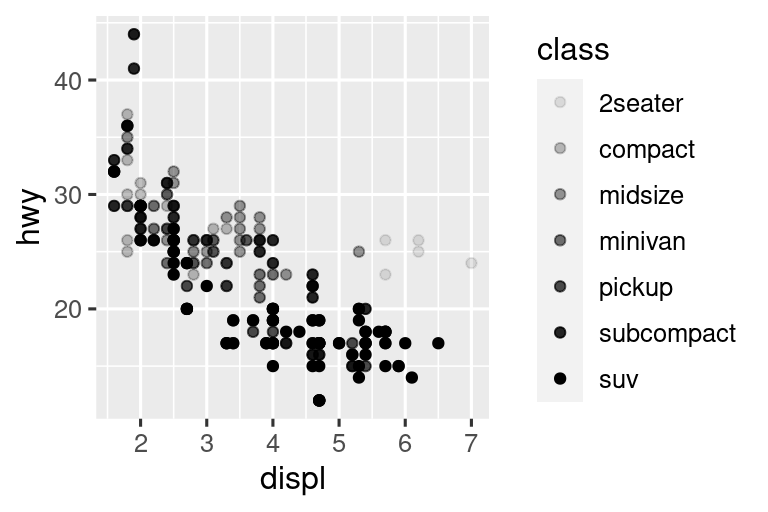 class
2seater
compact
midsize
minivan
pickup
subcompact
suv
hwy
40
30
20
2 3 4 5 6 7
displ